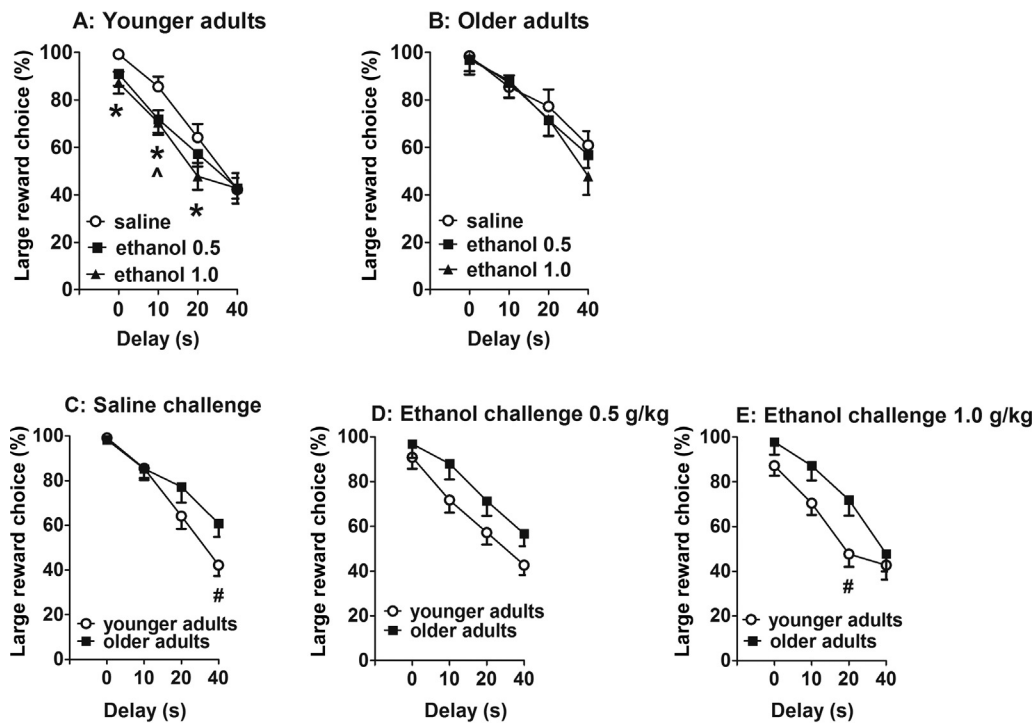 A: Younger adults
Large reward choice (%)
100
80
60
40
20
0
*
*
^
*
saline
ethanol 0.5
ethanol 1.0
0 10 20 40
Delay (s)
B: Older adults
Large reward choice (%)
100
80
60
40
20
0
saline
ethanol 0.5
ethanol 1.0
0 10 20 40
Delay (s)
C: Saline challenge
Large reward choice (%)
100
80
60
40
20
0
#
younger adults
older adults
0 10 20 40
Delay (s)
D: Ethanol challenge 0.5 g/kg
Large reward choice (%)
100
80
60
40
20
0
younger adults
older adults
0 10 20 40
Delay (s)
E: Ethanol challenge 1.0 g/kg
Large reward choice (%)
100
80
60
40
20
0
#
younger adults
older adults
0 10 20 40
Delay (s)